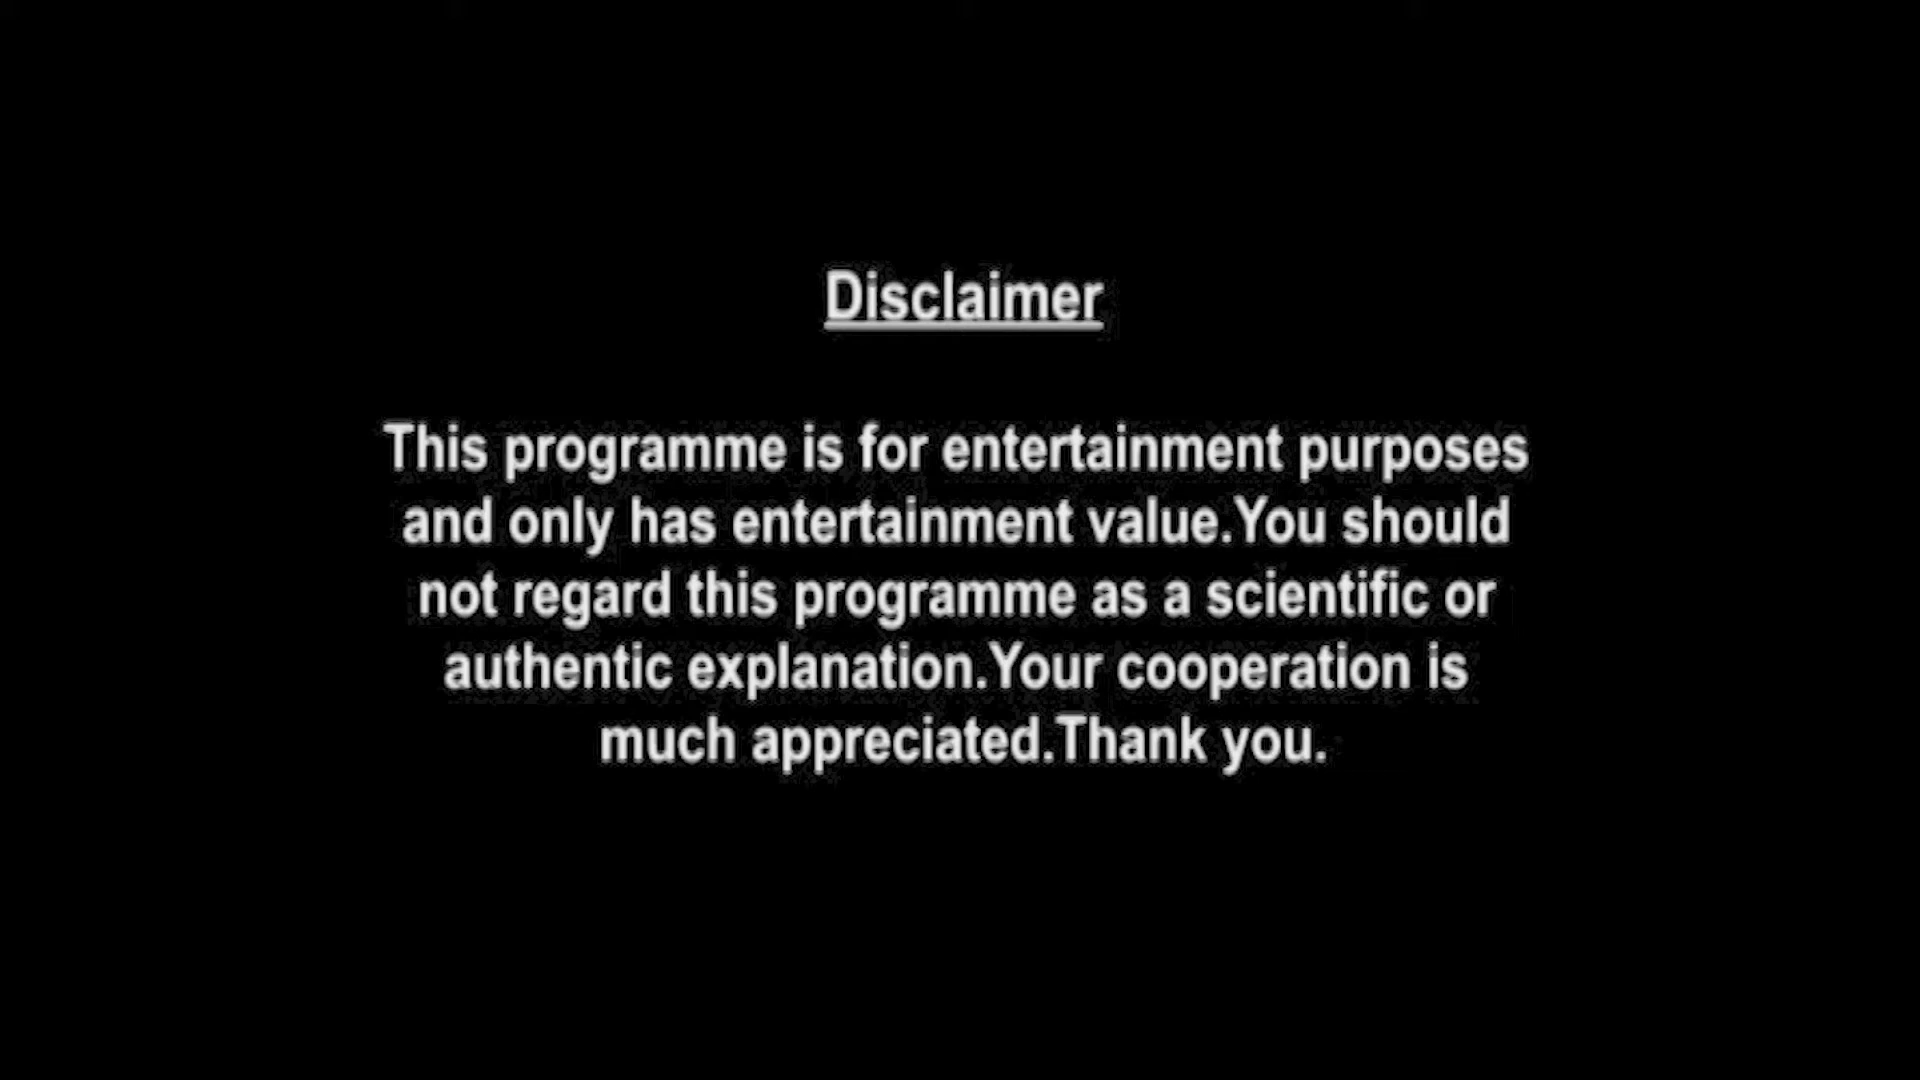 Disclaimer
This programme is for entertainment purposes
and only has entertainment value.You should
not regard this programme as a scientific or
authentic explanation.Your cooperation is
much appreciated.Thank you.